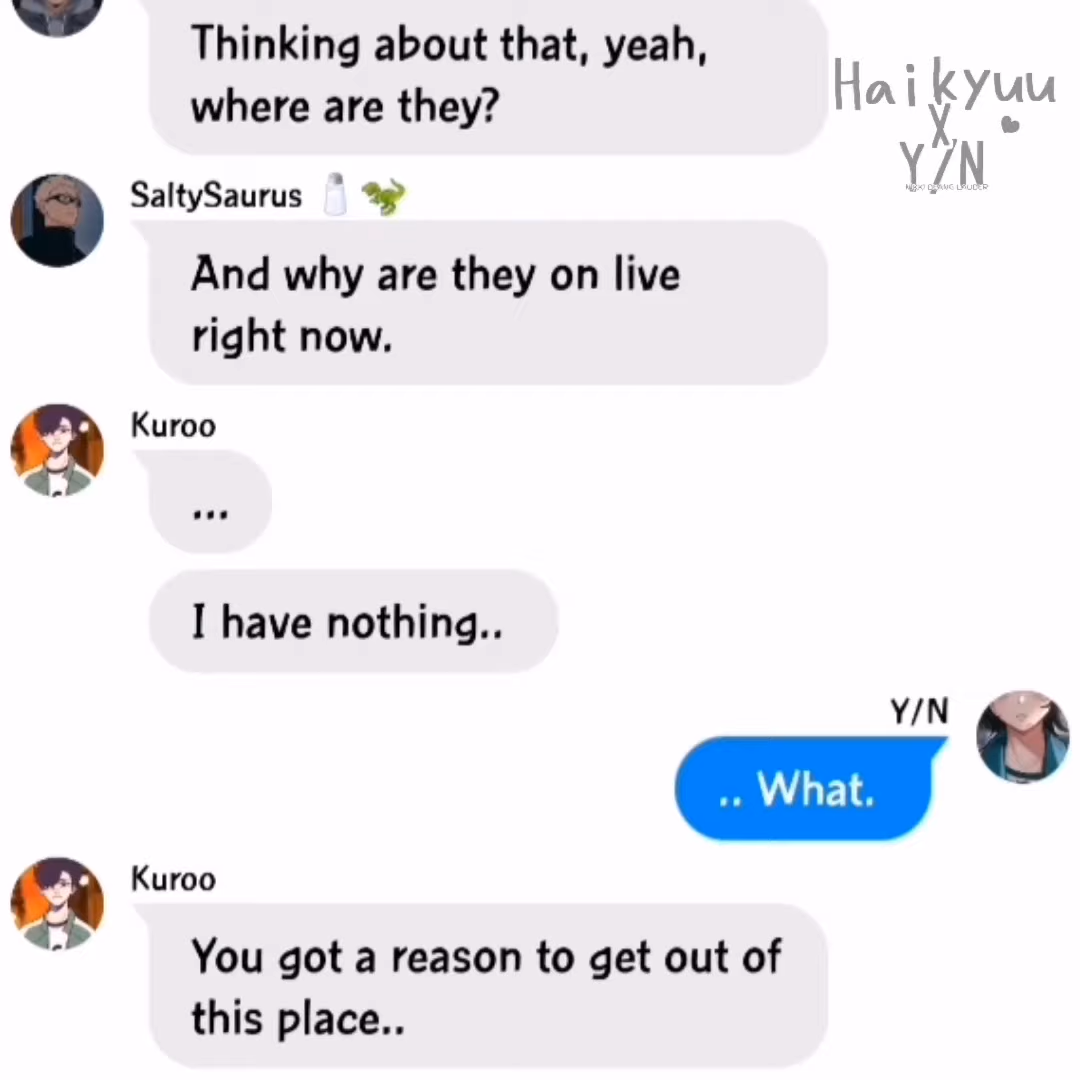 Thinking about that, yeah,
where are they?
Haikyuu
X
Y/N
SaltySaurus 🧂 🦖
And why are they on live
right now.
Kuroo
...
I have nothing..
Y/N
.. What.
Kuroo
You got a reason to get out of
this place..